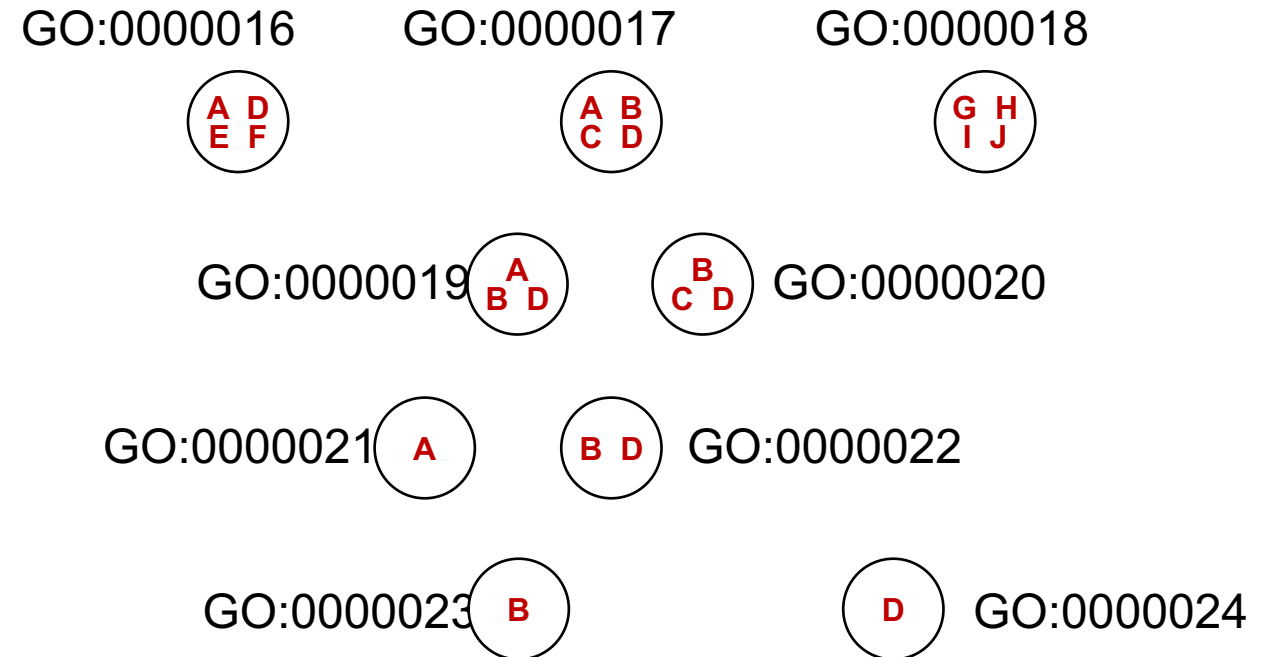 GO:0000016 GO:0000017 GO:0000018
A D A B G H
E F C D I J
A B
GO:0000019 B D C D GO:0000020
GO:0000021 A B D GO:0000022
GO:0000023 B D GO:0000024